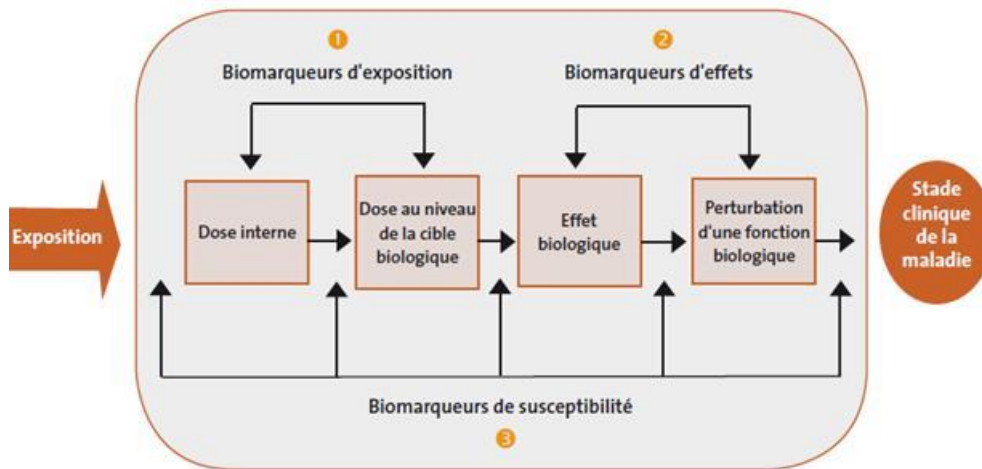 1
Biomarqueurs d'exposition
2
Biomarqueurs d'effets
Exposition
Dose interne
Dose au niveau
de la cible
biologique
Effet
biologique
Perturbation
d'une fonction
biologique
Stade
clinique
de la
maladie
Biomarqueurs de susceptibilité
3